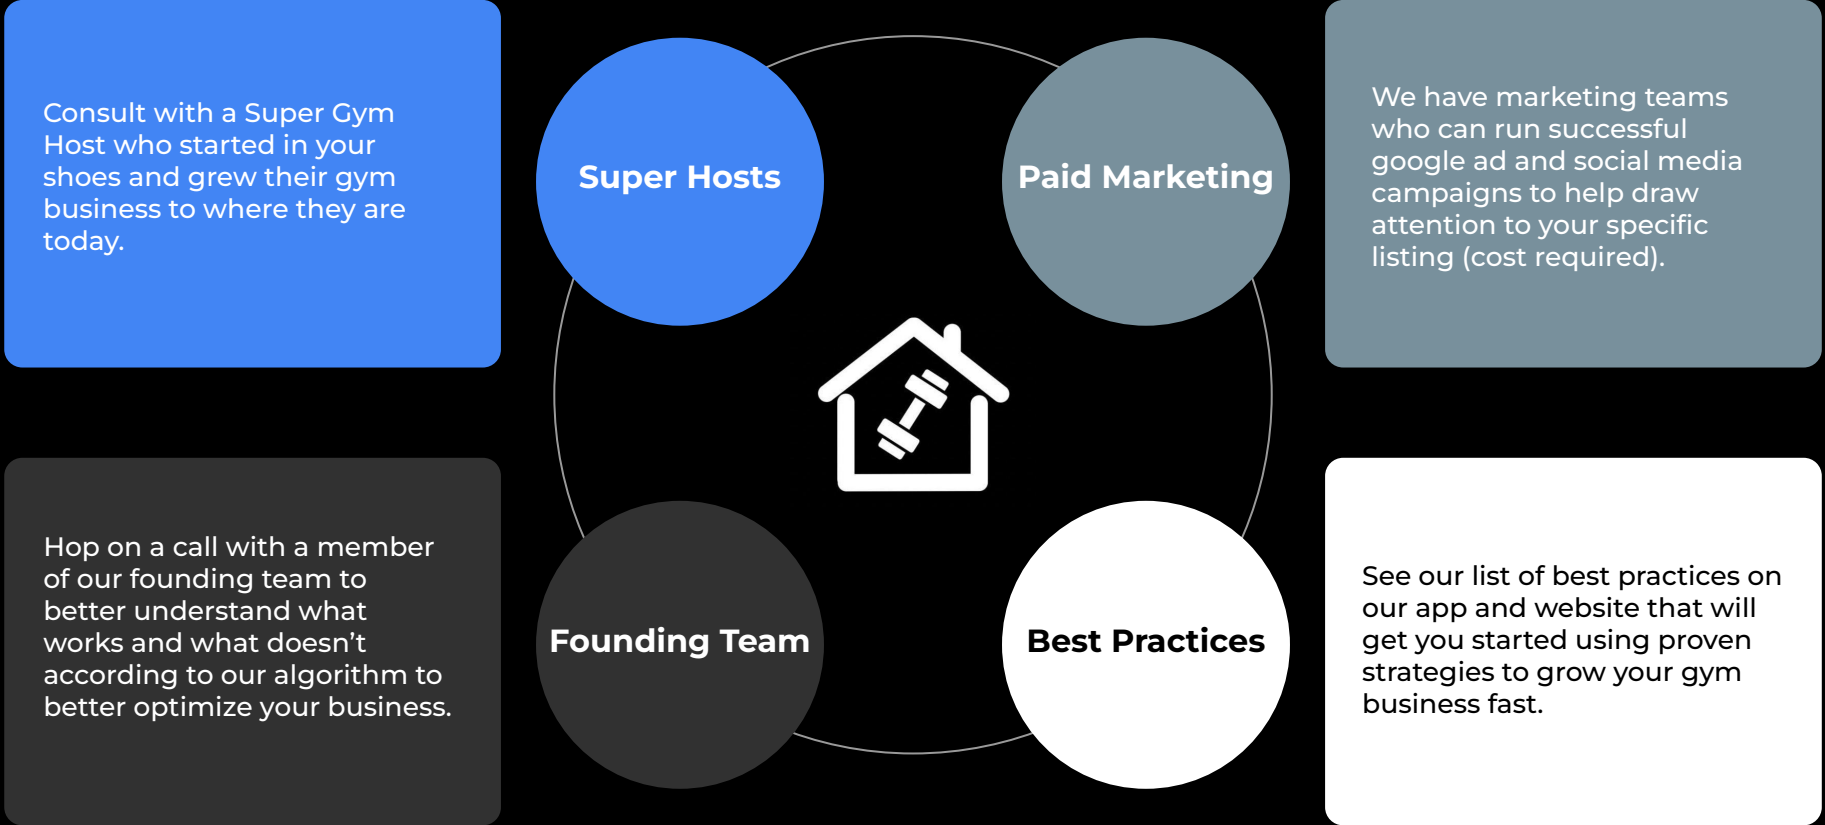 Consult with a Super Gym
Host who started in your
shoes and grew their gym
business to where they are
today.
Super Hosts
Paid Marketing
We have marketing teams
who can run successful
google ad and social media
campaigns to help draw
attention to your specific
listing (cost required).
Hop on a call with a member
of our founding team to
better understand what
works and what doesn’t
according to our algorithm to
better optimize your business.
Founding Team
Best Practices
See our list of best practices on
our app and website that will
get you started using proven
strategies to grow your gym
business fast.